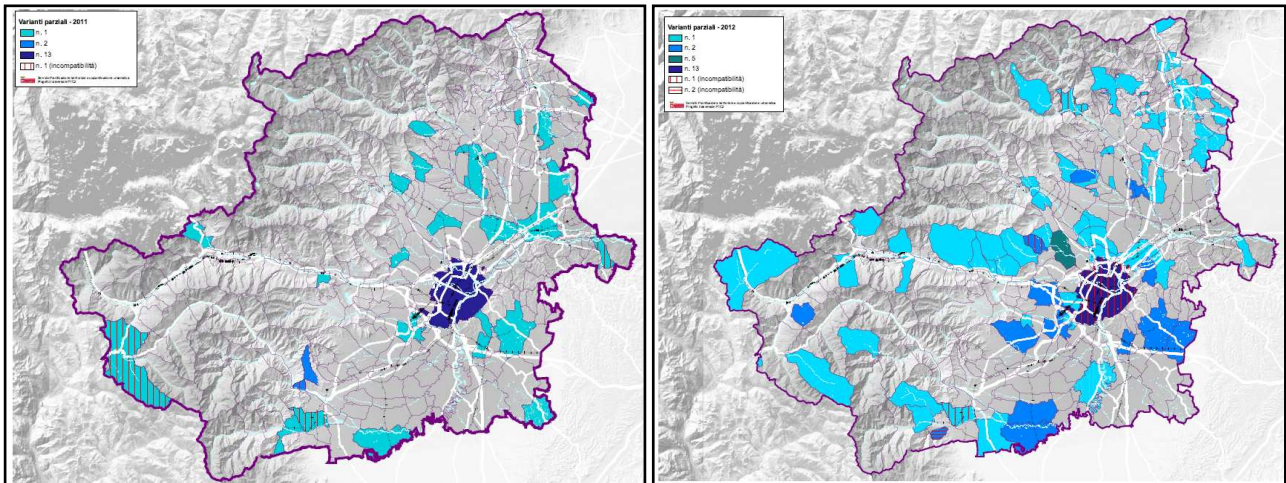 Varianti parziali - 2011
n. 1
n. 2
n. 13
n. 1 (incompatibilità)
Varianti parziali - 2012
n. 1
n. 2
n. 5
n. 13
n. 1 (incompatibilità)
n. 2 (incompatibilità)